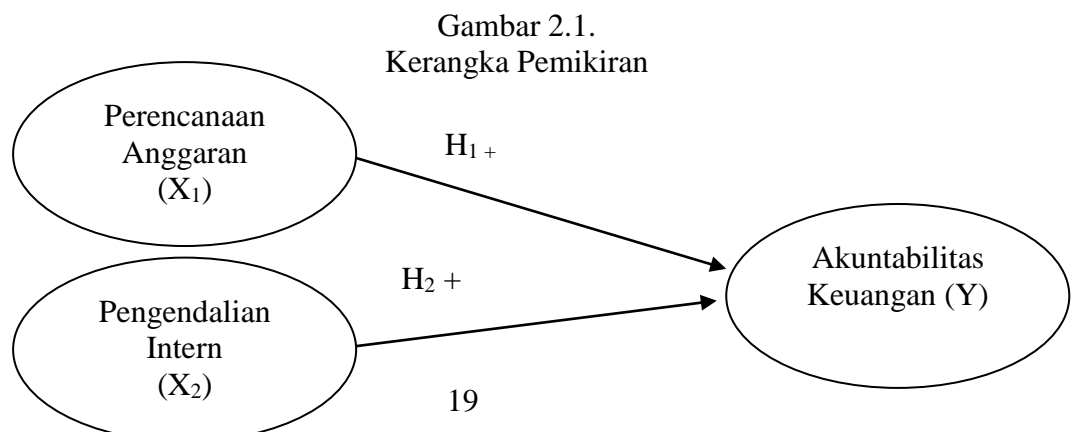 Gambar 2.1.
Kerangka Pemikiran
Perencanaan
Anggaran
(X₁)
H₁ +
Pengendalian
Intern
(X₂)
H₂ +
Akuntabilitas
Keuangan (Y)
19